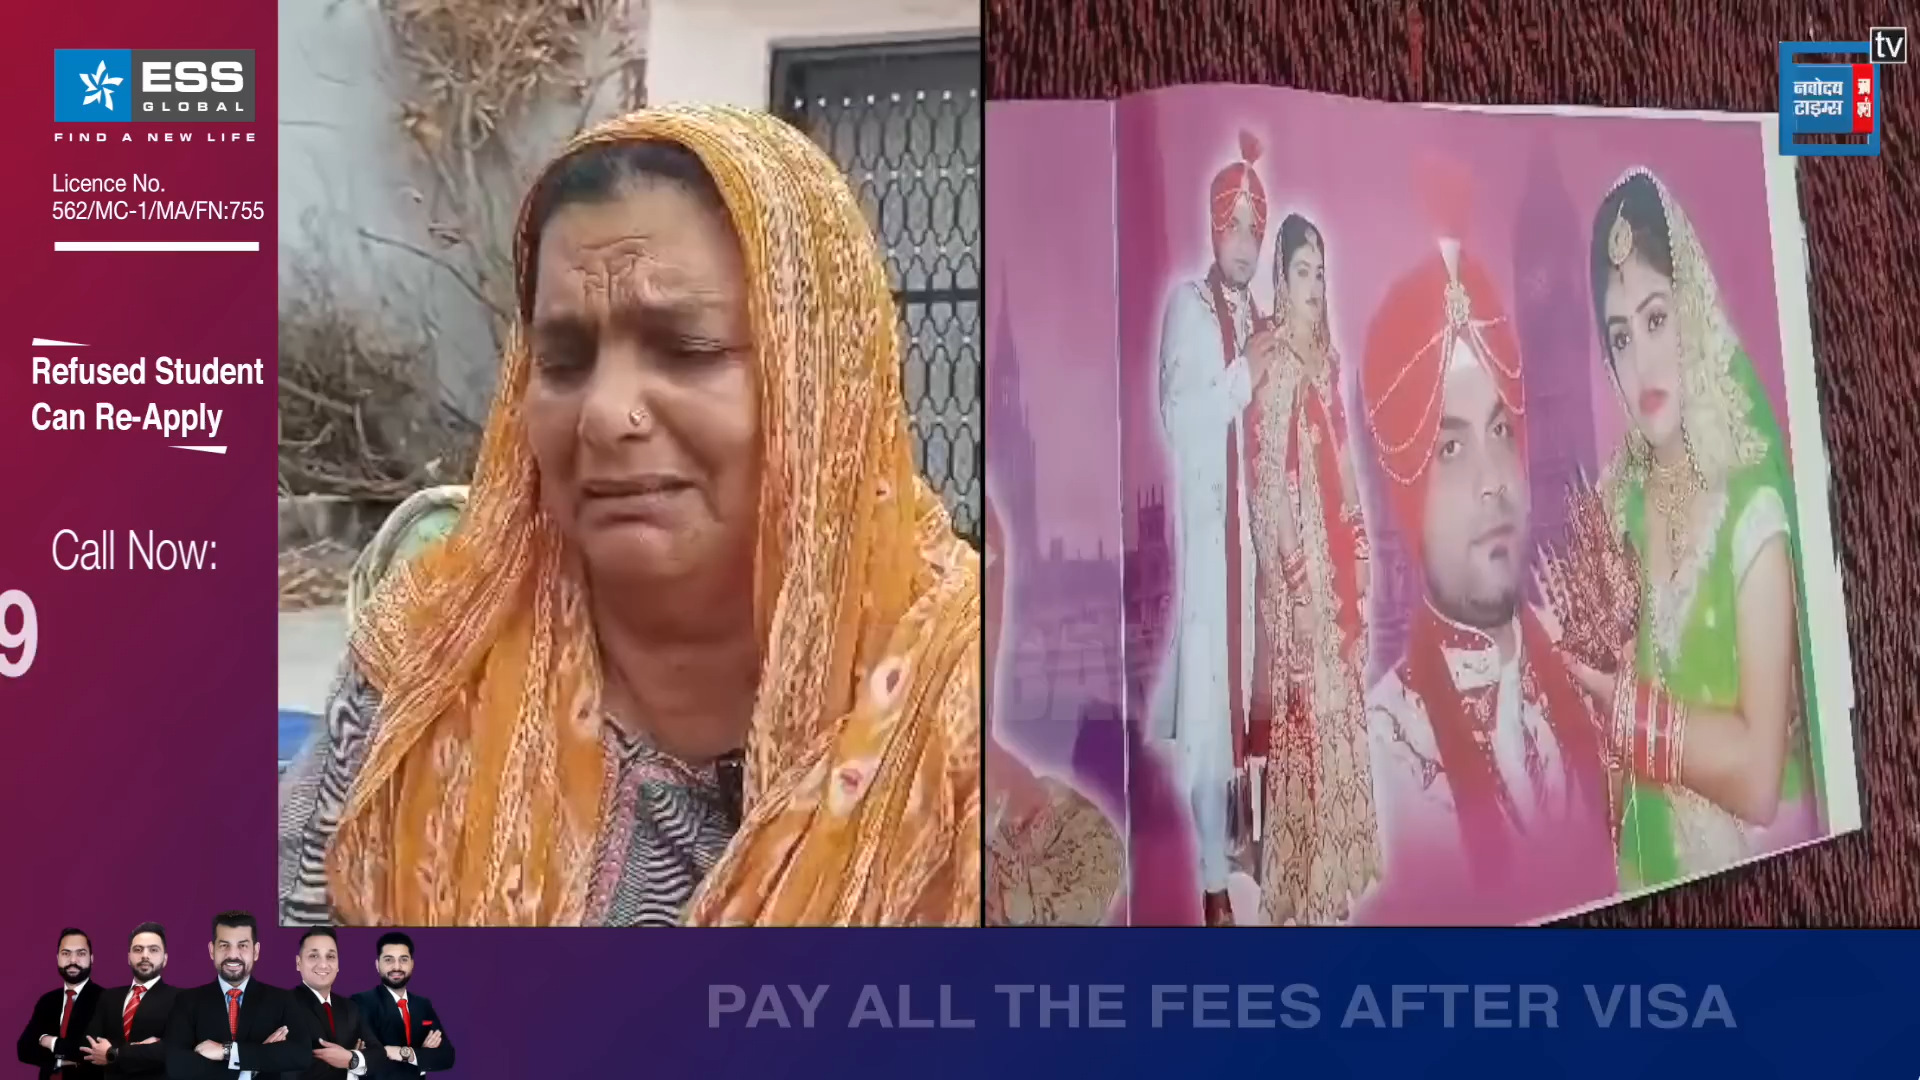 ESS
GLOBAL
FIND A NEW LIFE
Licence No.
562/MC-1/MA/FN:755
Refused Student
Can Re-Apply
Call Now:
9
tv
नवोदय
टाइम्स
PAY ALL THE FEES AFTER VISA